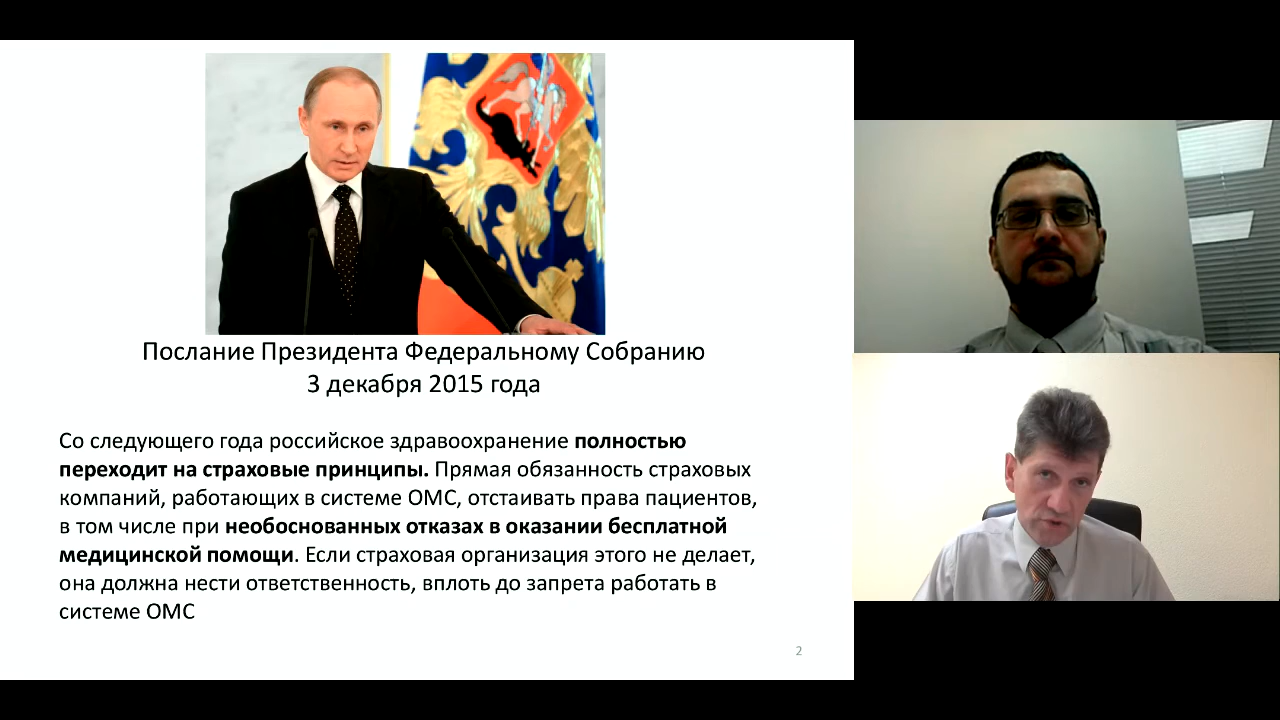 Послание Президента Федеральному Собранию
3 декабря 2015 года
Со следующего года российское здравоохранение полностью
переходит на страховые принципы. Прямая обязанность страховых
компаний, работающих в системе ОМС, отстаивать права пациентов,
в том числе при необоснованных отказах в оказании бесплатной
медицинской помощи. Если страховая организация этого не делает,
она должна нести ответственность, вплоть до запрета работать в
системе ОМС
2